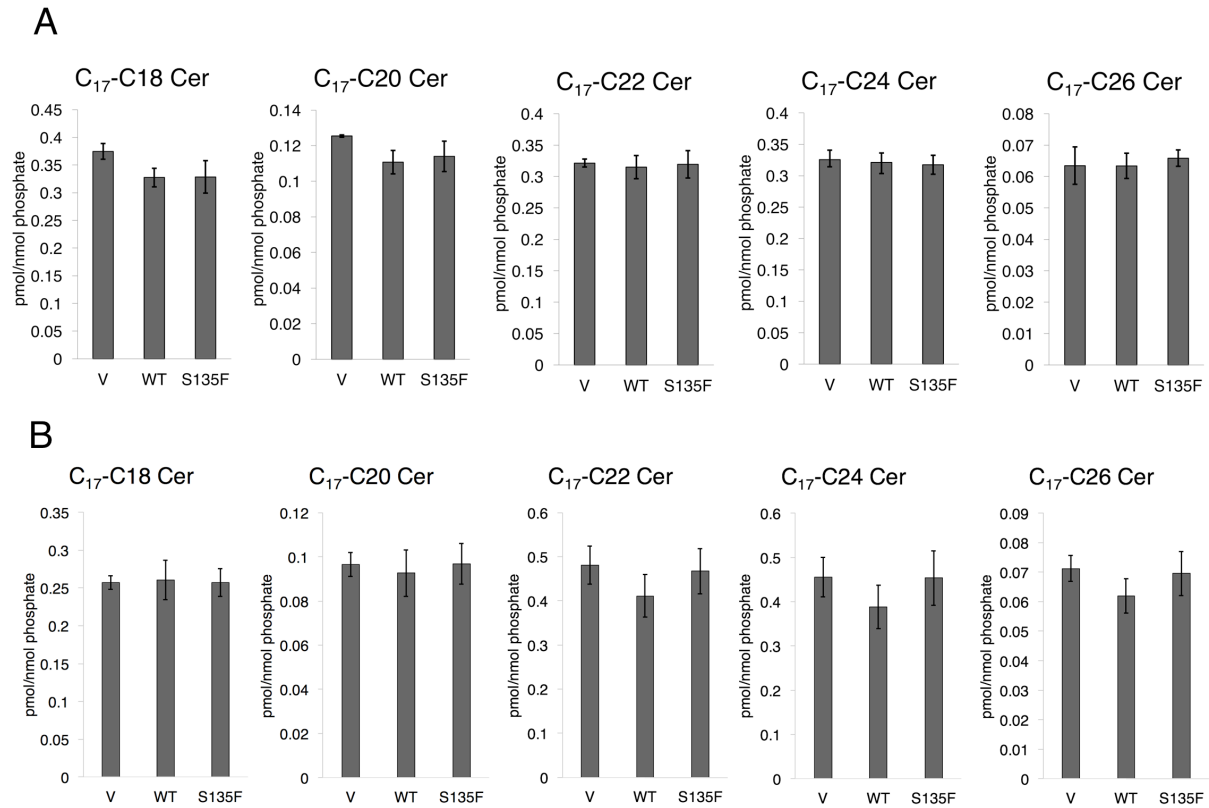 A
C₁₇-C18 Cer
pmol/nmol phosphate
0.45
0.4
0.35
0.3
0.25
0.2
0.15
0.1
0.05
0
V WT S135F
C₁₇-C20 Cer
pmol/nmol phosphate
0.14
0.12
0.1
0.08
0.06
0.04
0.02
0
V WT S135F
C₁₇-C22 Cer
pmol/nmol phosphate
0.4
0.35
0.3
0.25
0.2
0.15
0.1
0.05
0
V WT S135F
C₁₇-C24 Cer
pmol/nmol phosphate
0.4
0.35
0.3
0.25
0.2
0.15
0.1
0.05
0
V WT S135F
C₁₇-C26 Cer
pmol/nmol phosphate
0.08
0.07
0.06
0.05
0.04
0.03
0.02
0.01
0
V WT S135F
B
C₁₇-C18 Cer
pmol/nmol phosphate
0.35
0.3
0.25
0.2
0.15
0.1
0.05
0
V WT S135F
C₁₇-C20 Cer
pmol/nmol phosphate
0.12
0.1
0.08
0.06
0.04
0.02
0
V WT S135F
C₁₇-C22 Cer
pmol/nmol phosphate
0.6
0.5
0.4
0.3
0.2
0.1
0
V WT S135F
C₁₇-C24 Cer
pmol/nmol phosphate
0.6
0.5
0.4
0.3
0.2
0.1
0
V WT S135F
C₁₇-C26 Cer
pmol/nmol phosphate
0.09
0.08
0.07
0.06
0.05
0.04
0.03
0.02
0.01
0
V WT S135F